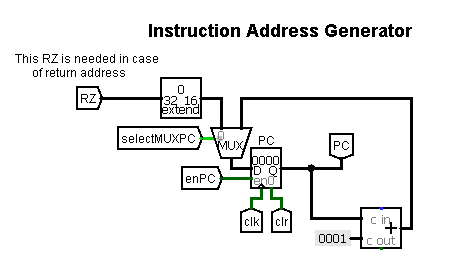 Instruction Address Generator
This RZ is needed in case
of return address
RZ
0
32 16
extend
selectMUXPC
0
MUX
PC
0000
D Q
en0
enPC
clk
clr
PC
c in
+
c out
0001